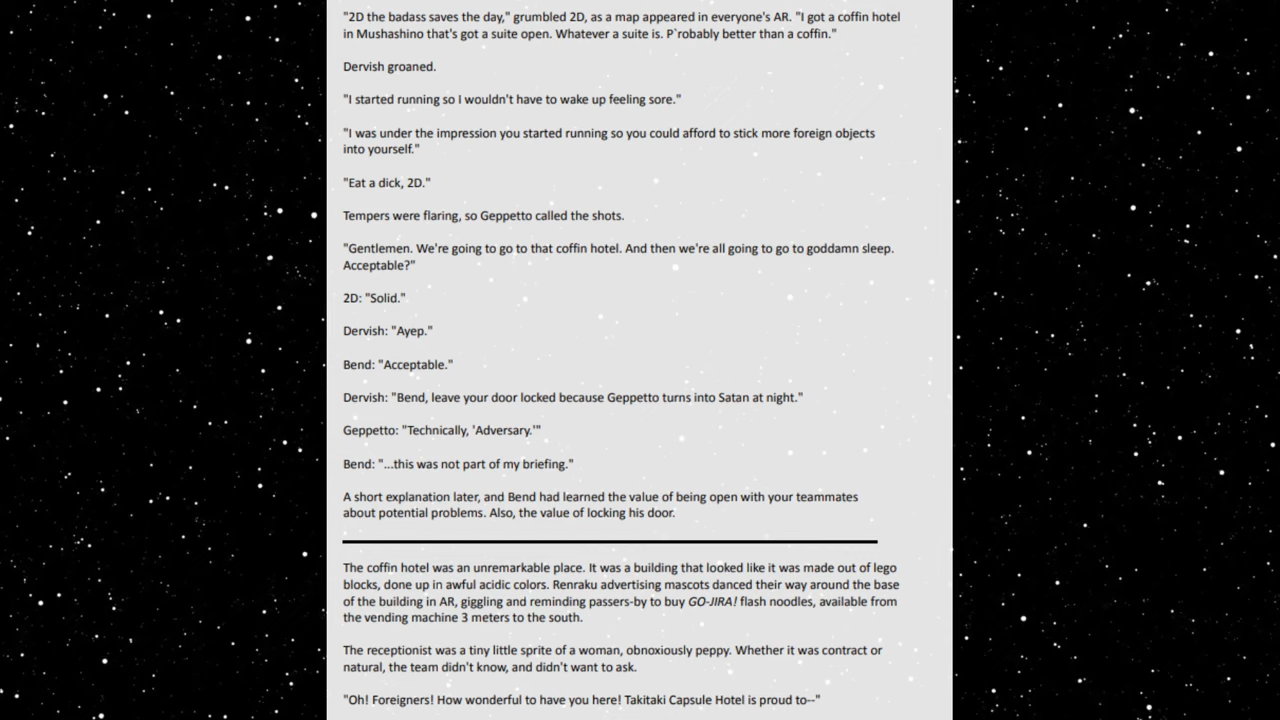 "2D the badass saves the day," grumbled 2D, as a map appeared in everyone's AR. "I got a coffin hotel
in Mushashino that's got a suite open. Whatever a suite is. P`robably better than a coffin."
Dervish groaned.
"I started running so I wouldn't have to wake up feeling sore."
"I was under the impression you started running so you could afford to stick more foreign objects
into yourself."
"Eat a dick, 2D."
Tempers were flaring, so Geppetto called the shots.
"Gentlemen. We're going to go to that coffin hotel. And then we're all going to go to goddamn sleep.
Acceptable?"
2D: "Solid."
Dervish: "Ayep."
Bend: "Acceptable."
Dervish: "Bend, leave your door locked because Geppetto turns into Satan at night."
Geppetto: "Technically, 'Adversary.'"
Bend: "...this was not part of my briefing."
A short explanation later, and Bend had learned the value of being open with your teammates
about potential problems. Also, the value of locking his door.
The coffin hotel was an unremarkable place. It was a building that looked like it was made out of lego
blocks, done up in awful acidic colors. Renraku advertising mascots danced their way around the base
of the building in AR, giggling and reminding passers-by to buy GO-JIRA! flash noodles, available from
the vending machine 3 meters to the south.
The receptionist was a tiny little sprite of a woman, obnoxiously peppy. Whether it was contract or
natural, the team didn't know, and didn't want to ask.
"Oh! Foreigners! How wonderful to have you here! Takitaki Capsule Hotel is proud to--"